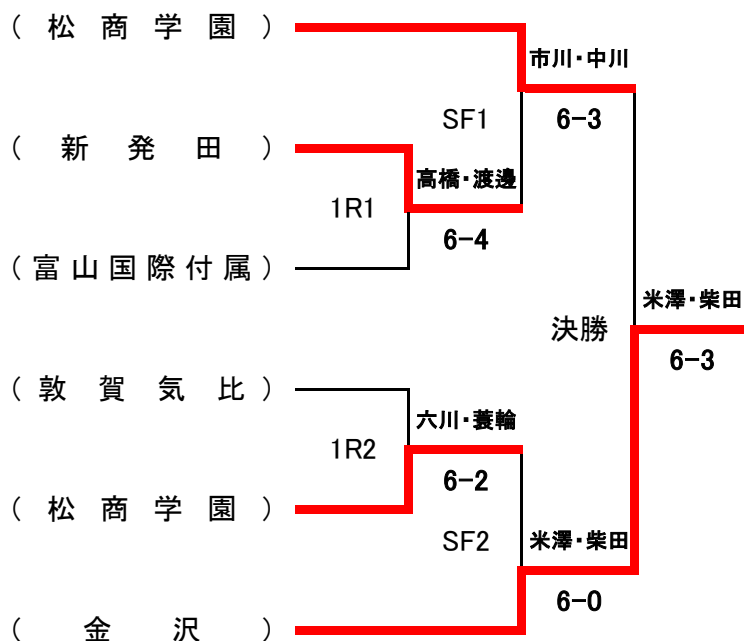 ( 松 商 学 園 )
市川・中川
SF1
6-3
( 新 発 田 )
高橋・渡邊
1R1
6-4
( 富 山 国 際 付 属 )
米澤・柴田
決勝
6-3
( 敦 賀 気 比 )
六川・蓑輪
1R2
6-2
( 松 商 学 園 )
SF2
米澤・柴田
6-0
( 金 沢 )